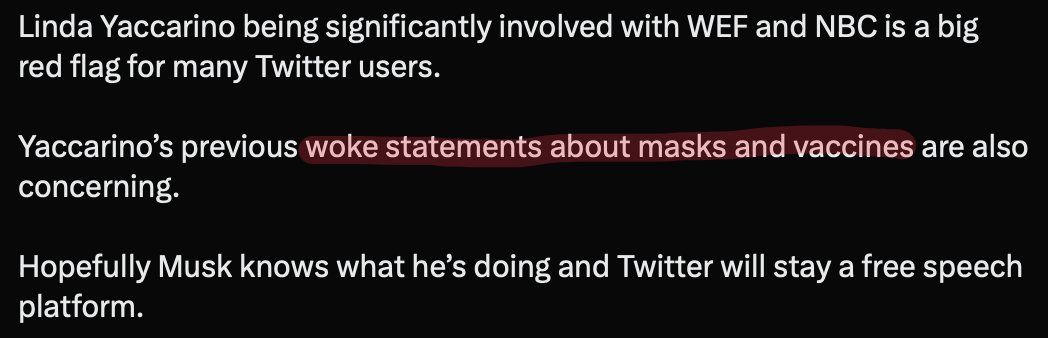 Linda Yaccarino being significantly involved with WEF and NBC is a big
red flag for many Twitter users.
Yaccarino’s previous woke statements about masks and vaccines are also
concerning.
Hopefully Musk knows what he’s doing and Twitter will stay a free speech
platform.